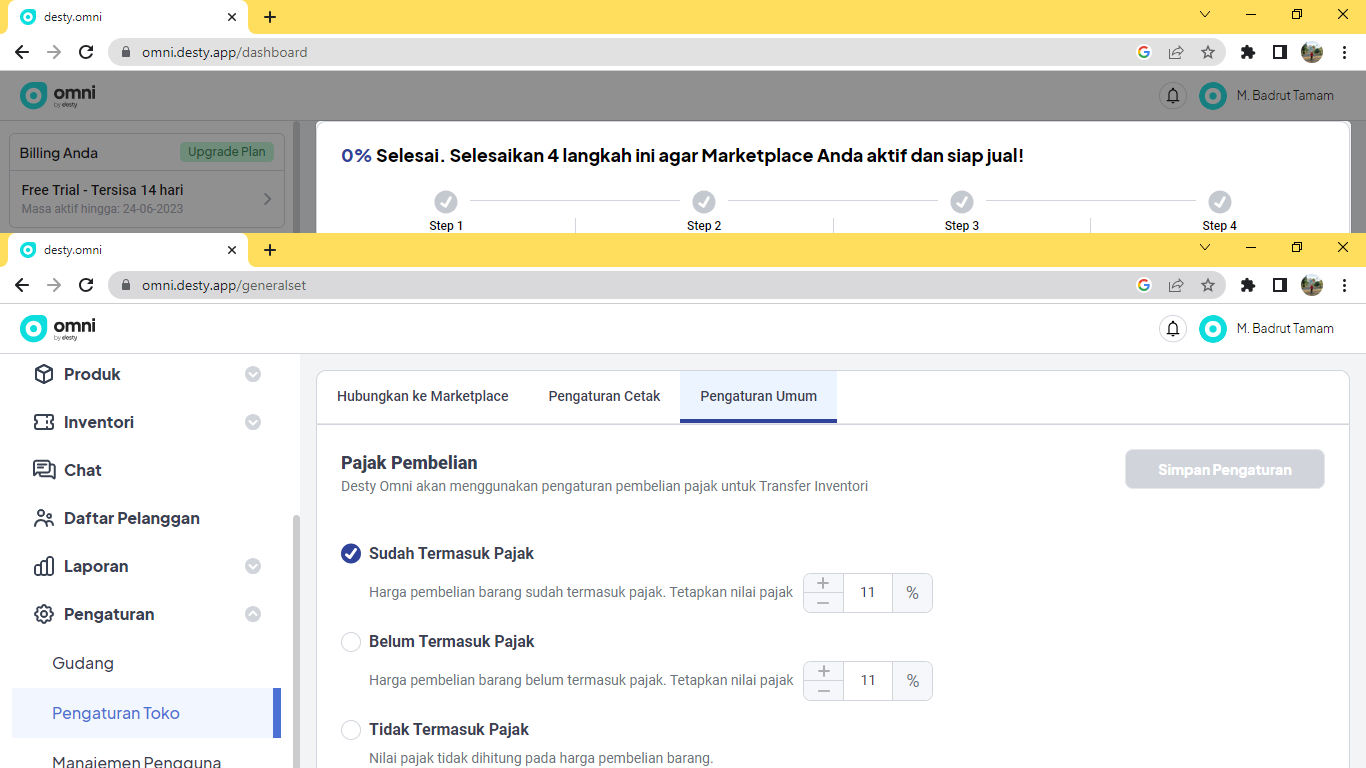 desty.omni
omni.desty.app/dashboard
omni
by desty
M. Badrut Tamam
Billing Anda
Upgrade Plan
Free Trial - Tersisa 14 hari
Masa aktif hingga: 24-06-2023
0% Selesai. Selesaikan 4 langkah ini agar Marketplace Anda aktif dan siap jual!
Step 1
Step 2
Step 3
Step 4
desty.omni
omni.desty.app/generalset
omni
by desty
M. Badrut Tamam
Produk
Inventori
Chat
Daftar Pelanggan
Laporan
Pengaturan
Gudang
Pengaturan Toko
Manajemen Pengguna
Hubungkan ke Marketplace
Pengaturan Cetak
Pengaturan Umum
Pajak Pembelian
Desty Omni akan menggunakan pengaturan pembelian pajak untuk Transfer Inventori
Simpan Pengaturan
Sudah Termasuk Pajak
Harga pembelian barang sudah termasuk pajak. Tetapkan nilai pajak + − 11 %
Belum Termasuk Pajak
Harga pembelian barang belum termasuk pajak. Tetapkan nilai pajak + − 11 %
Tidak Termasuk Pajak
Nilai pajak tidak dihitung pada harga pembelian barang.